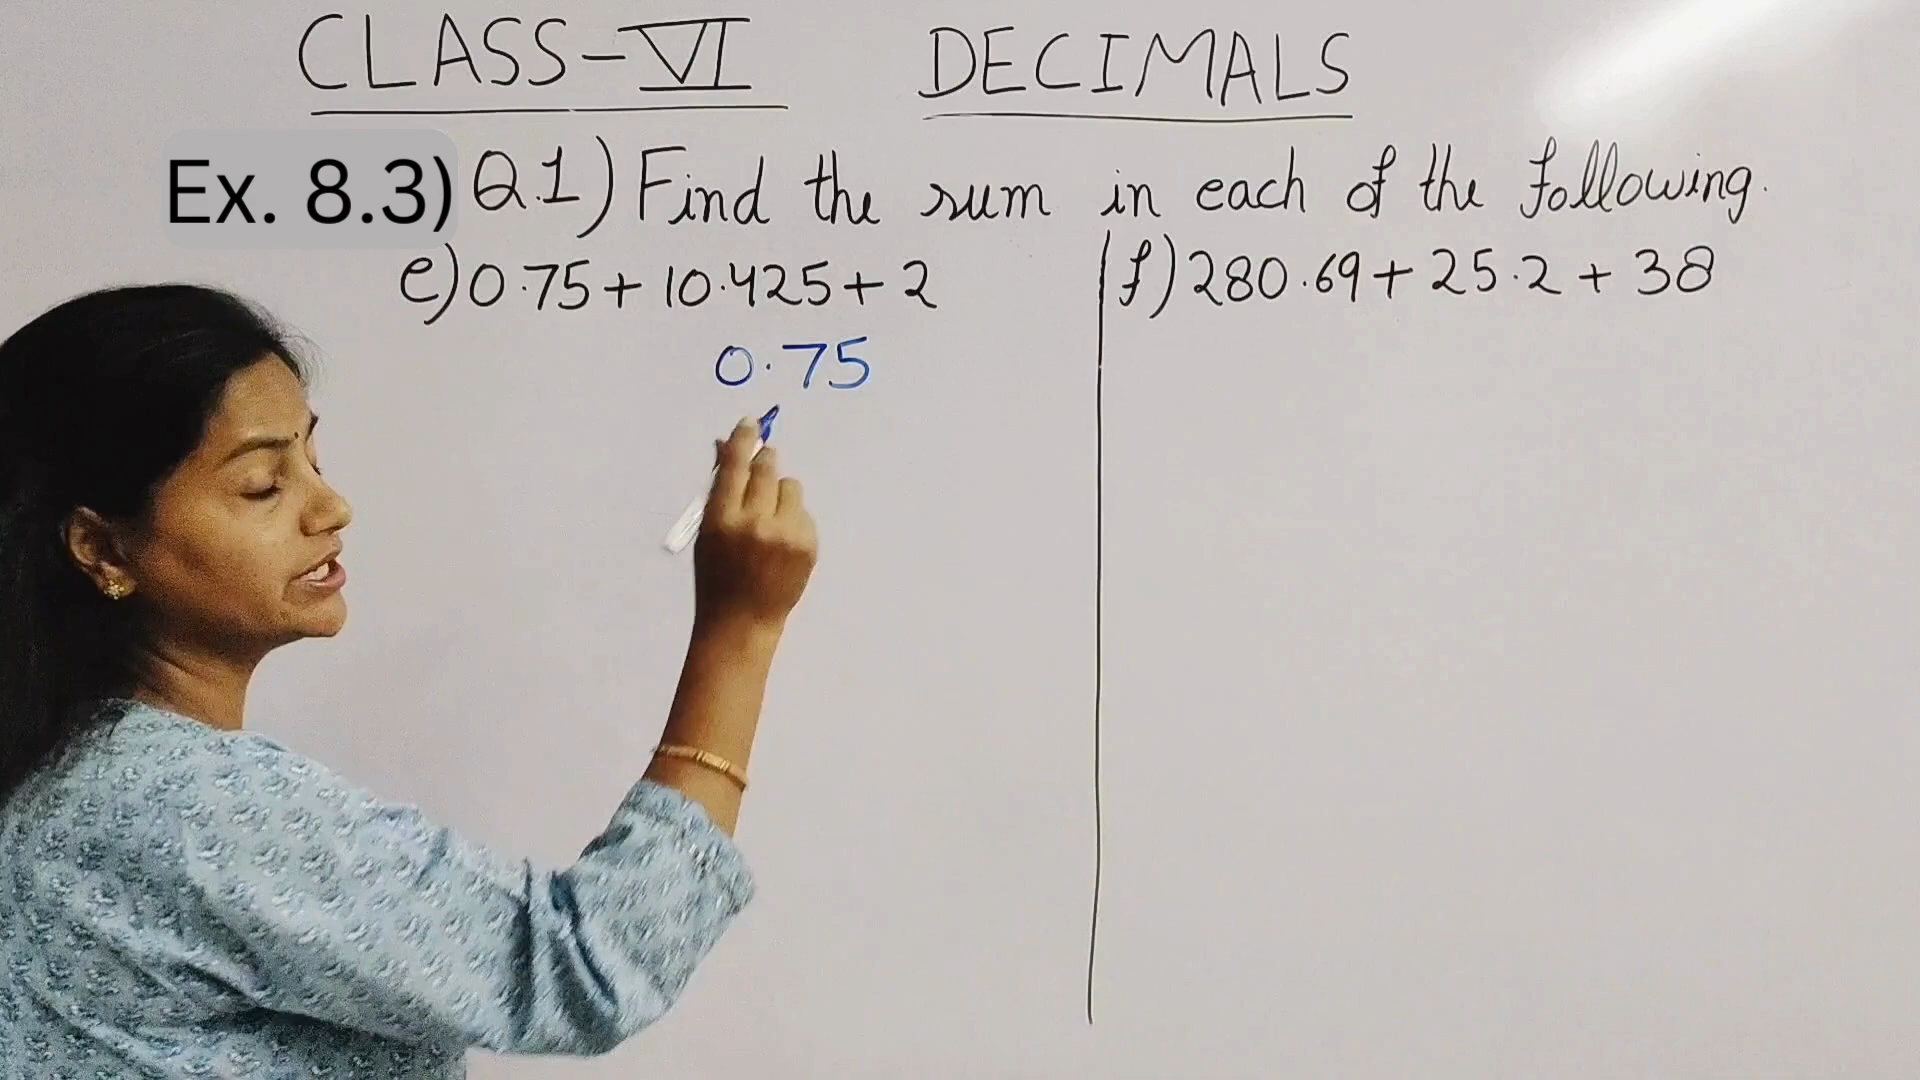 CLASS-VI DECIMALS
Ex. 8.3) Q.1) Find the sum in each of the following.
e) 0.75 + 10.425 + 2
f) 280.69 + 25.2 + 38
0.75